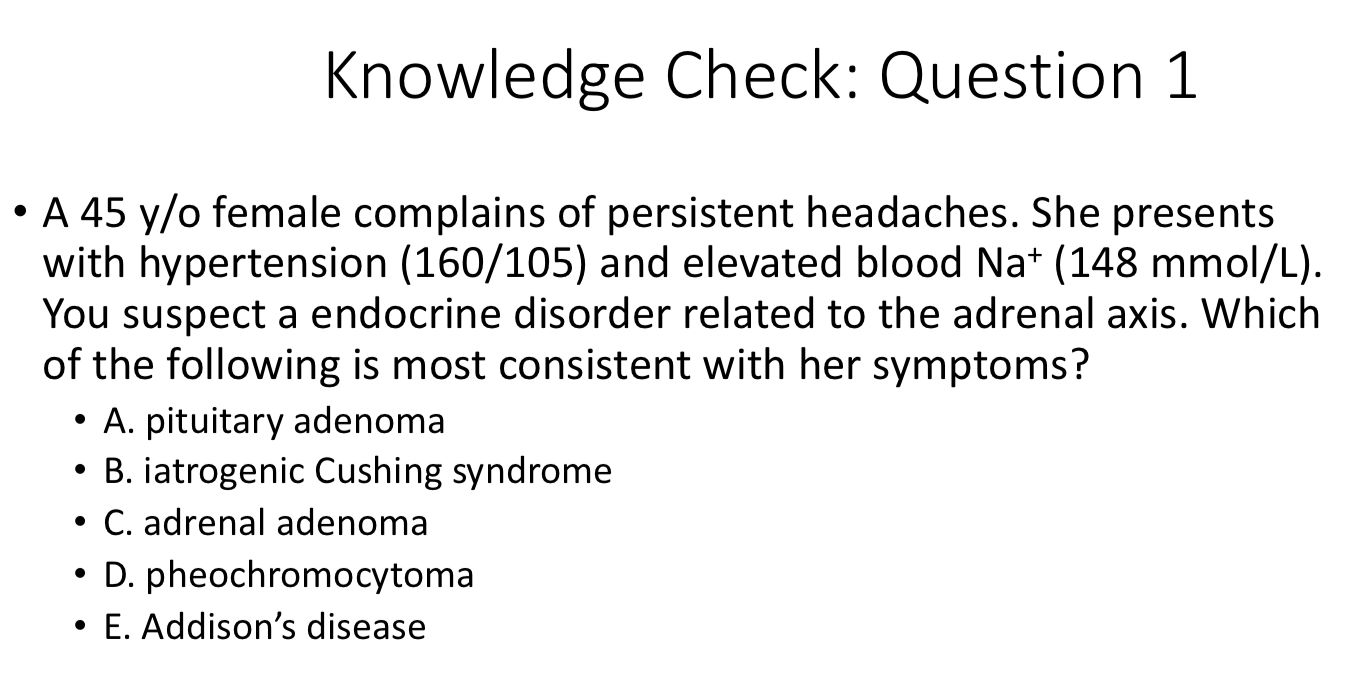 Knowledge Check: Question 1
• A 45 y/o female complains of persistent headaches. She presents
with hypertension (160/105) and elevated blood Na⁺ (148 mmol/L).
You suspect a endocrine disorder related to the adrenal axis. Which
of the following is most consistent with her symptoms?
• A. pituitary adenoma
• B. iatrogenic Cushing syndrome
• C. adrenal adenoma
• D. pheochromocytoma
• E. Addison’s disease